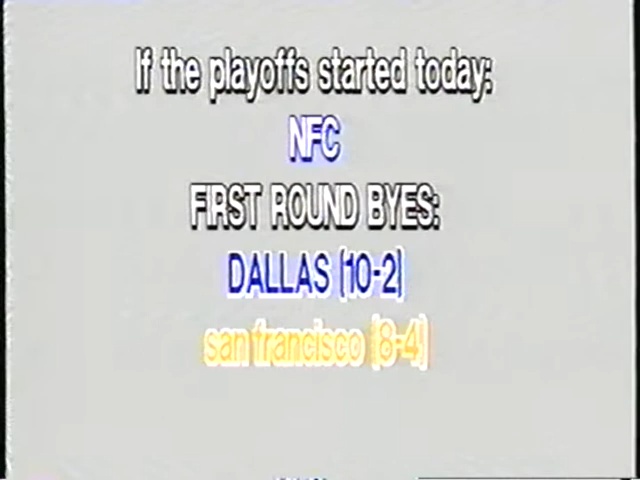 If the playoffs started today:
NFC
FIRST ROUND BYES:
DALLAS (10-2)
san francisco (8-4)